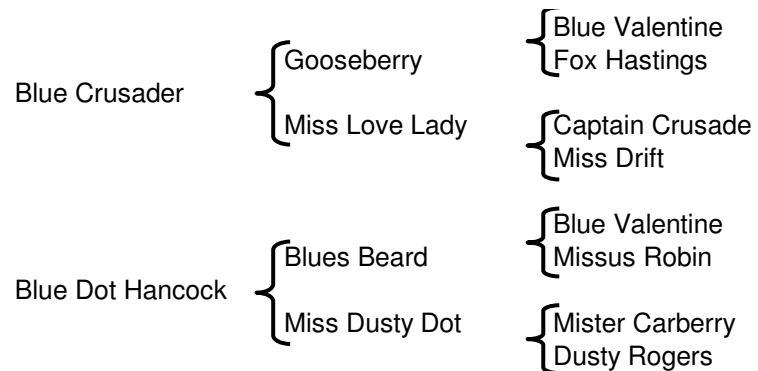 Blue Valentine
Gooseberry
Fox Hastings
Blue Crusader
Miss Love Lady
Captain Crusade
Miss Drift
Blue Valentine
Blues Beard
Missus Robin
Blue Dot Hancock
Miss Dusty Dot
Mister Carberry
Dusty Rogers